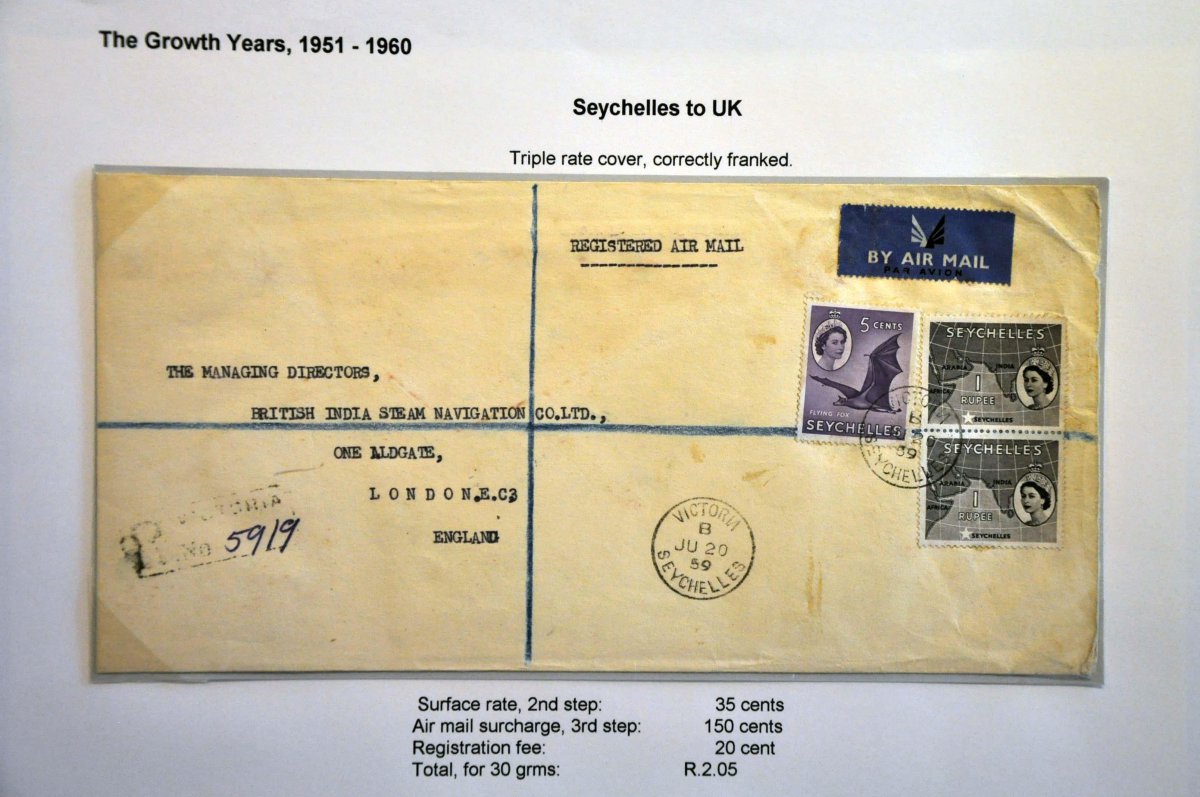 The Growth Years, 1951 - 1960
Seychelles to UK
Triple rate cover, correctly franked.
REGISTERED AIR MAIL
BY AIR MAIL
PAR AVION
5 CENTS
FLYING FOX
SEYCHELLES
SEYCHELLES
ARABIA
INDIA
1
RUPEE
SEYCHELLES
SEYCHELLES
ARABIA
INDIA
AFRICA
1
RUPEE
SEYCHELLES
B
59
SEYCHELLES
THE MANAGING DIRECTORS,
BRITISH INDIA STEAM NAVIGATION CO.LTD.,
ONE ALDGATE,
LONDON.E.C3
ENGLAND
VICTORIA
R No 5919
VICTORIA
B
JU 20
59
SEYCHELLES
Surface rate, 2nd step: 35 cents
Air mail surcharge, 3rd step: 150 cents
Registration fee: 20 cent
Total, for 30 grms: R.2.05